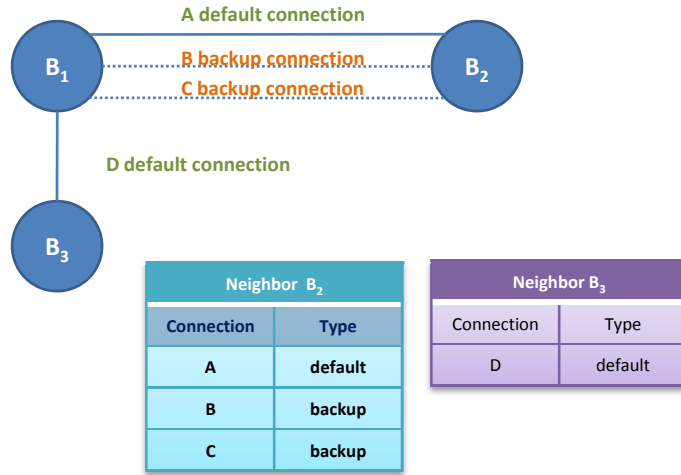 A default connection
B₁
B backup connection
B₂
C backup connection
D default connection
B₃
Neighbor B₂
Connection Type
A default
B backup
C backup
Neighbor B₃
Connection Type
D default